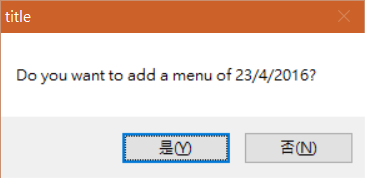 title
Do you want to add a menu of 23/4/2016?
是(Y)
否(N)